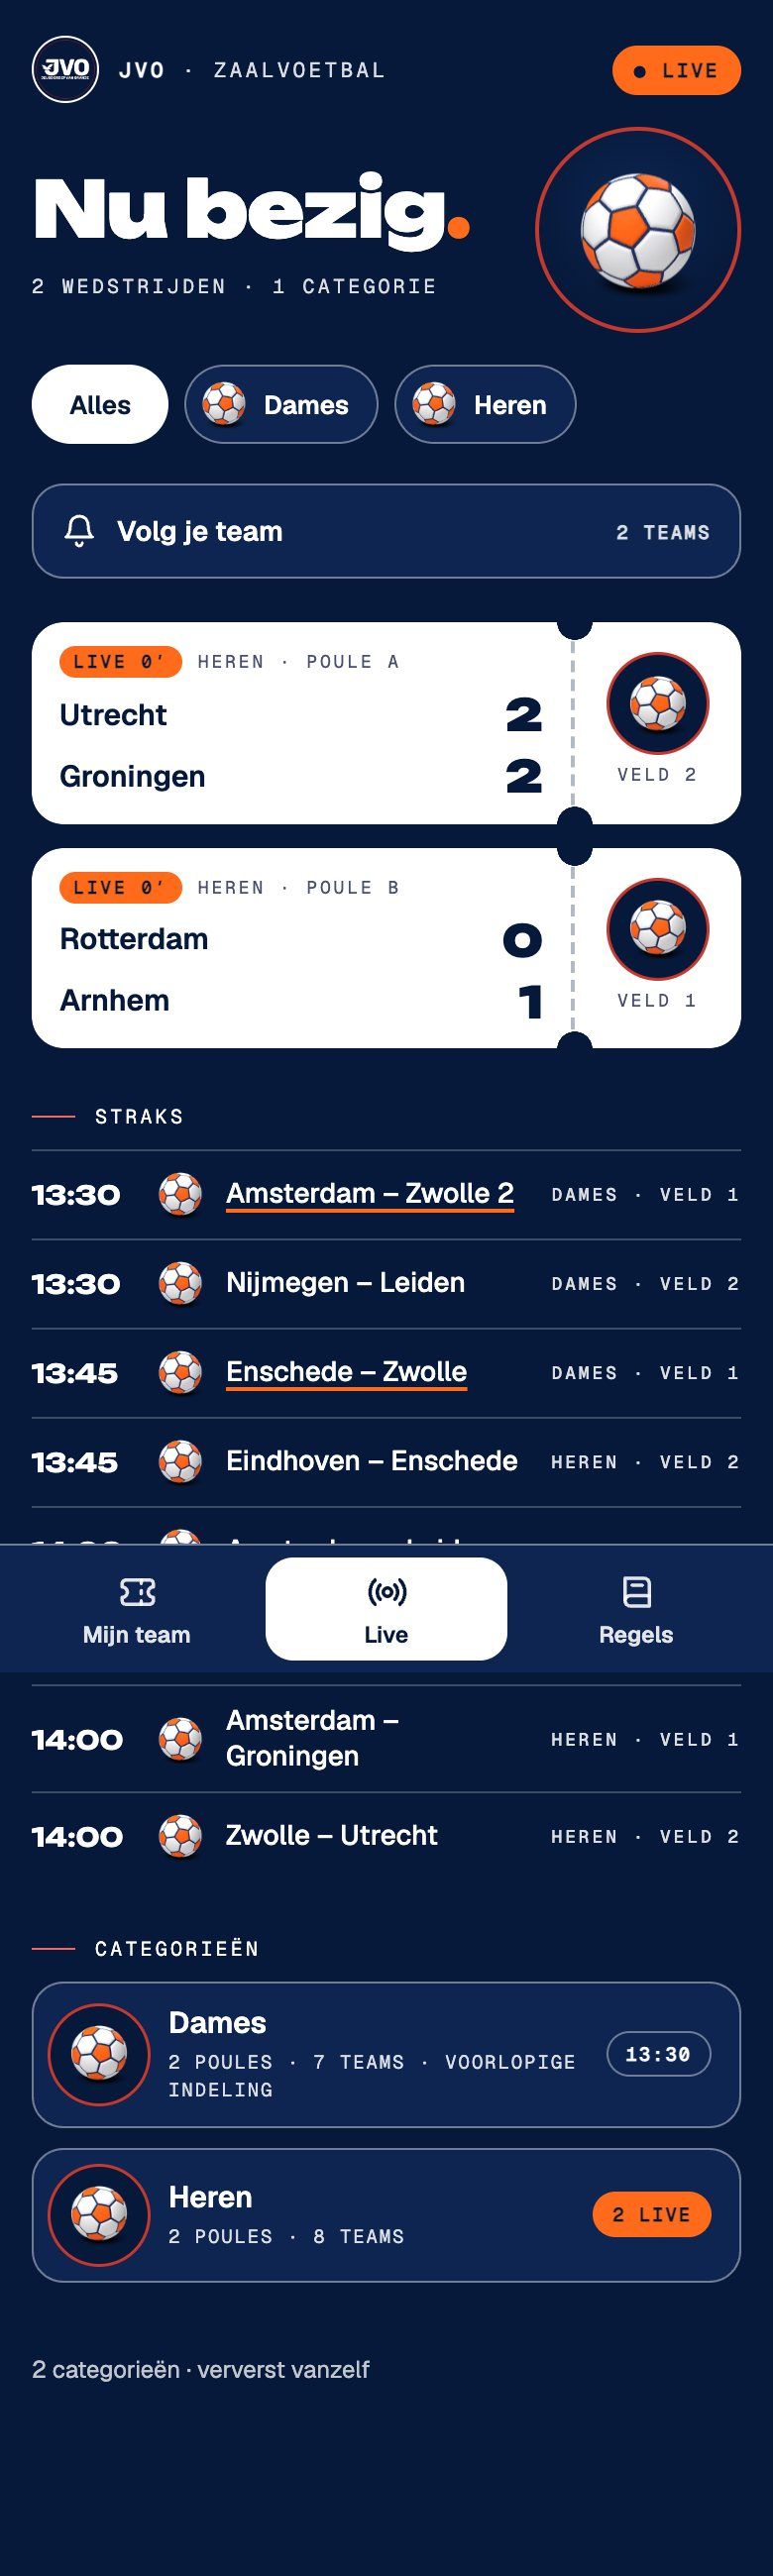 JVO
JVO · ZAALVOETBAL
● LIVE
Nu bezig.
2 WEDSTRIJDEN · 1 CATEGORIE
Alles
Dames
Heren
Volg je team
2 TEAMS
LIVE 0′ HEREN · POULE A
Utrecht 2
Groningen 2
VELD 2
LIVE 0′ HEREN · POULE B
Rotterdam 0
Arnhem 1
VELD 1
STRAKS
13:30 Amsterdam – Zwolle 2 DAMES · VELD 1
13:30 Nijmegen – Leiden DAMES · VELD 2
13:45 Enschede – Zwolle DAMES · VELD 1
13:45 Eindhoven – Enschede HEREN · VELD 2
Mijn team
Live
Regels
14:00 Amsterdam –
Groningen HEREN · VELD 1
14:00 Zwolle – Utrecht HEREN · VELD 2
CATEGORIEËN
Dames
2 POULES · 7 TEAMS · VOORLOPIGE
INDELING
13:30
Heren
2 POULES · 8 TEAMS
2 LIVE
2 categorieën · ververst vanzelf